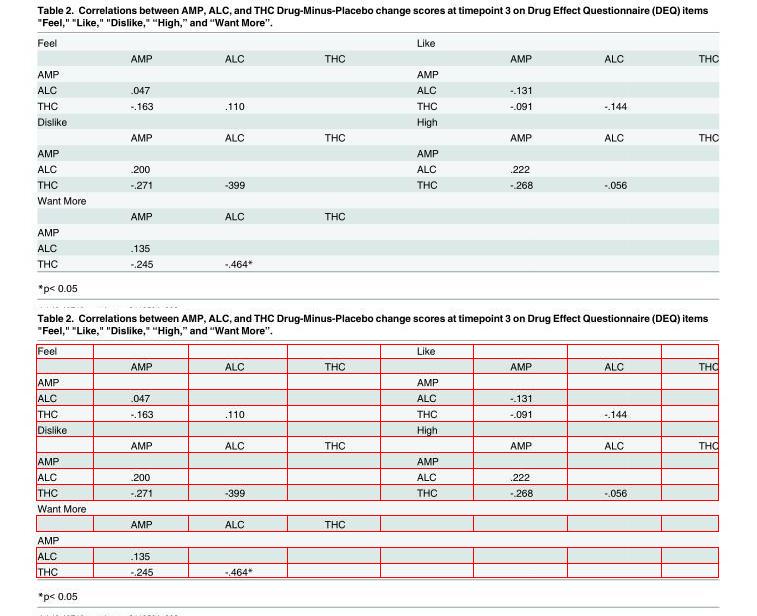 Table 2. Correlations between AMP, ALC, and THC Drug-Minus-Placebo change scores at timepoint 3 on Drug Effect Questionnaire (DEQ) items
"Feel," "Like," "Dislike," “High,” and “Want More”.
Feel Like
AMP ALC THC AMP ALC THC
AMP AMP
ALC .047 ALC -.131
THC -.163 .110 THC -.091 -.144
Dislike High
AMP ALC THC AMP ALC THC
AMP AMP
ALC .200 ALC .222
THC -.271 -399 THC -.268 -.056
Want More
AMP ALC THC
AMP
ALC .135
THC -.245 -.464*
*p< 0.05
Table 2. Correlations between AMP, ALC, and THC Drug-Minus-Placebo change scores at timepoint 3 on Drug Effect Questionnaire (DEQ) items
"Feel," "Like," "Dislike," “High,” and “Want More”.
Feel Like
AMP ALC THC AMP ALC THC
AMP AMP
ALC .047 ALC -.131
THC -.163 .110 THC -.091 -.144
Dislike High
AMP ALC THC AMP ALC THC
AMP AMP
ALC .200 ALC .222
THC -.271 -399 THC -.268 -.056
Want More
AMP ALC THC
AMP
ALC .135
THC -.245 -.464*
*p< 0.05